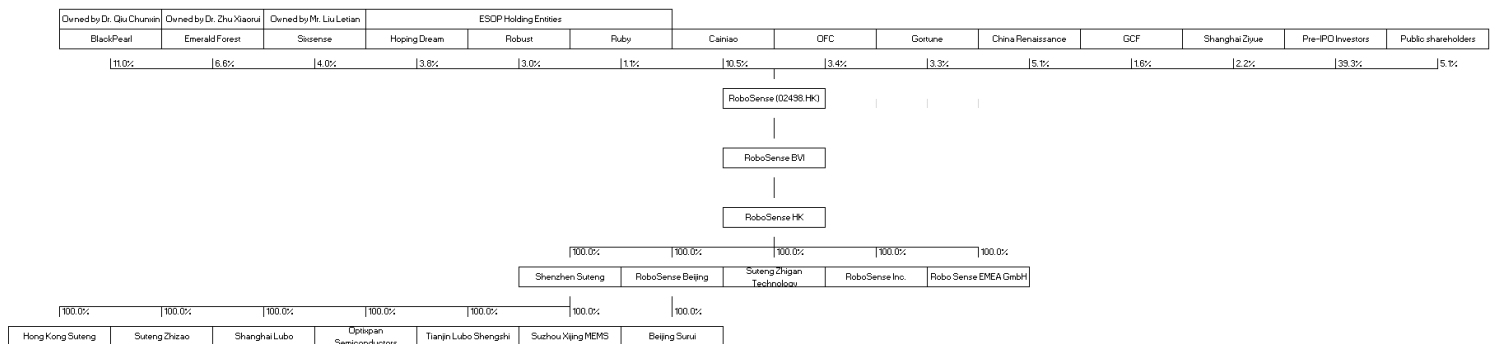 Owned by Dr. Qiu Chunxin Owned by Dr. Zhu Xiaorui Owned by Mr. Liu Letian ESOP Holding Entities
BlackPearl Emerald Forest Sixsense Hoping Dream Robust Ruby Cainiao OFC Gortune China Renaissance GCF Shanghai Ziyue Pre-IPO Investors Public shareholders
11.0% 6.6% 4.0% 3.8% 3.0% 1.1% 10.5% 3.4% 3.3% 5.1% 1.6% 2.2% 39.3% 5.1%
RoboSense (02498.HK)
RoboSense BVI
RoboSense HK
100.0% 100.0% 100.0% 100.0% 100.0%
Shenzhen Suteng RoboSense Beijing Suteng Zhigan RoboSense Inc. Robo Sense EMEA GmbH
Technology
100.0% 100.0% 100.0% 100.0% 100.0% 100.0% 100.0%
Hong Kong Suteng Suteng Zhizao Shanghai Lubo Optixpan Tianjin Lubo Shengshi Suzhou Xijing MEMS Beijing Surui
Semiconductors